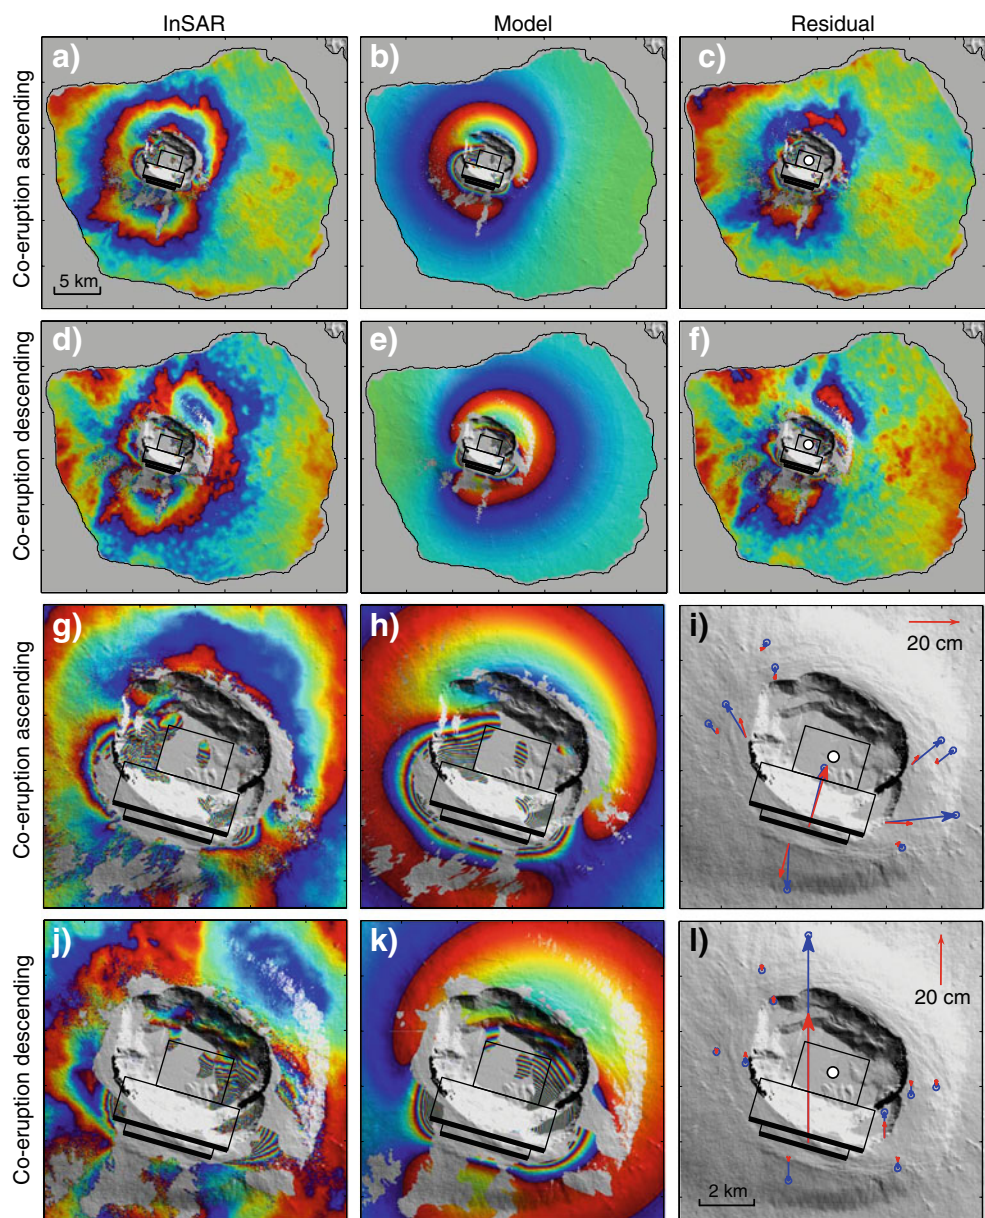 InSAR
Model
Residual
Co-eruption ascending
a)
b)
c)
5 km
Co-eruption descending
d)
e)
f)
Co-eruption ascending
g)
h)
i)
20 cm
Co-eruption descending
j)
k)
l)
20 cm
2 km